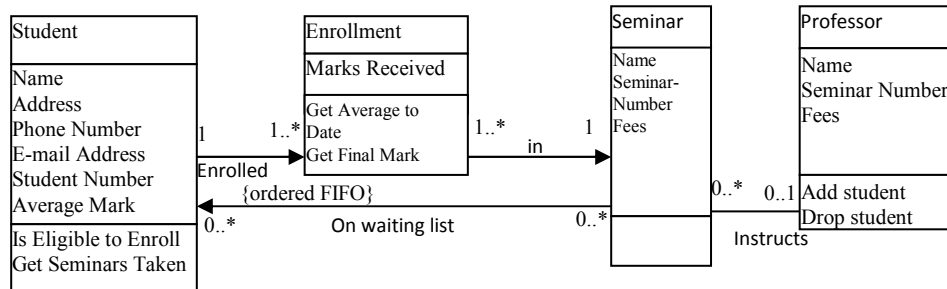 Student
Name
Address
Phone Number
E-mail Address
Student Number
Average Mark
Is Eligible to Enroll
Get Seminars Taken
1
1..*
Enrolled
Enrollment
Marks Received
Get Average to
Date
Get Final Mark
1..*
1
in
{ordered FIFO}
0..*
On waiting list
0..*
Seminar
Name
Seminar-
Number
Fees
0..*
0..1
Instructs
Professor
Name
Seminar Number
Fees
Add student
Drop student